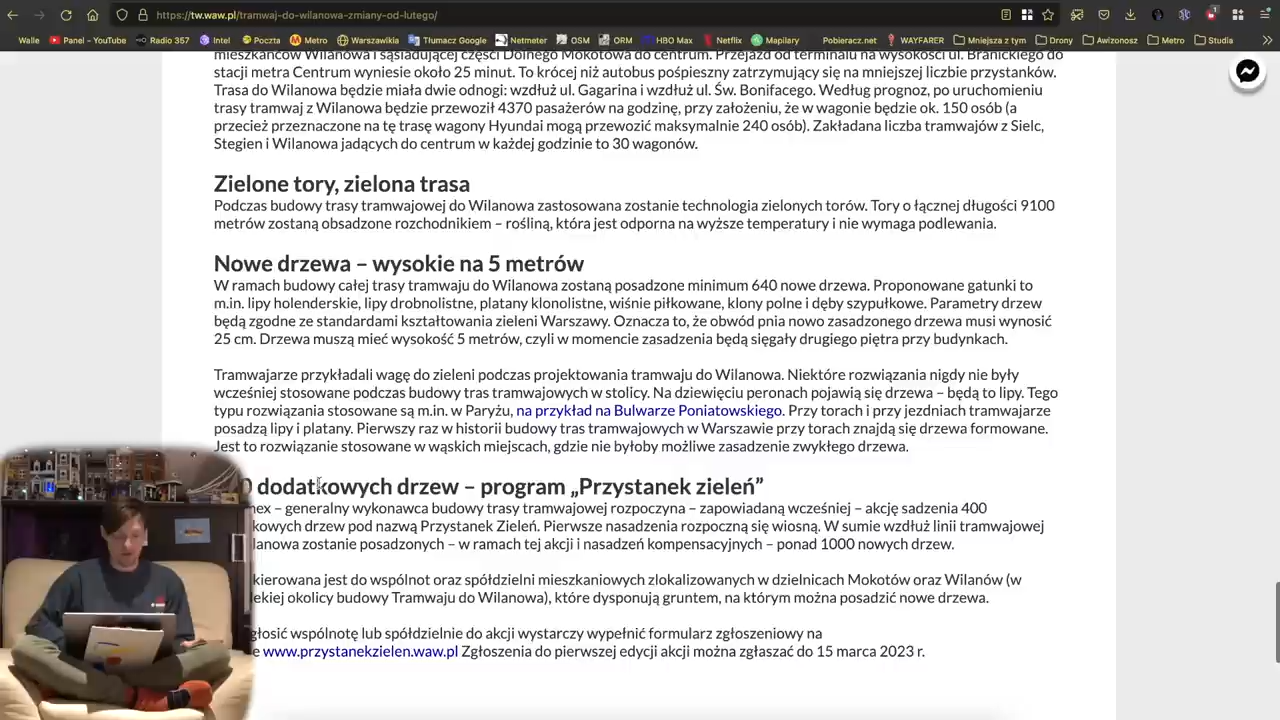 https://tw.waw.pl/tramwaj-do-wilanowa-zmiany-od-lutego/
Walle Panel - YouTube Radio 357 Intel Poczta Metro Warszawikia Tłumacz Google Netmeter OSM ORM HBO Max Netflix Mapilary Pobieracz.net WAYFARER Mniejsza z tym Drony Awizonosz Metro Studia
mieszkańców Wilanowa i sąsiadującej części Dolnego Mokotowa do centrum. Przejazd od terminalu na wysokości ul. Branickiego do
stacji metra Centrum wyniesie około 25 minut. To krócej niż autobus pośpieszny zatrzymujący się na mniejszej liczbie przystanków.
Trasa do Wilanowa będzie miała dwie odnogi: wzdłuż ul. Gagarina i wzdłuż ul. Św. Bonifacego. Według prognoz, po uruchomieniu
trasy tramwaj z Wilanowa będzie przewoził 4370 pasażerów na godzinę, przy założeniu, że w wagonie będzie ok. 150 osób (a
przecież przeznaczone na tę trasę wagony Hyundai mogą przewozić maksymalnie 240 osób). Zakładana liczba tramwajów z Sielc,
Stegien i Wilanowa jadących do centrum w każdej godzinie to 30 wagonów.
Zielone tory, zielona trasa
Podczas budowy trasy tramwajowej do Wilanowa zastosowana zostanie technologia zielonych torów. Tory o łącznej długości 9100
metrów zostaną obsadzone rozchodnikiem – rośliną, która jest odporna na wyższe temperatury i nie wymaga podlewania.
Nowe drzewa – wysokie na 5 metrów
W ramach budowy całej trasy tramwaju do Wilanowa zostaną posadzone minimum 640 nowe drzewa. Proponowane gatunki to
m.in. lipy holenderskie, lipy drobnolistne, platany klonolistne, wiśnie piłkowane, klony polne i dęby szypułkowe. Parametry drzew
będą zgodne ze standardami kształtowania zieleni Warszawy. Oznacza to, że obwód pnia nowo zasadzonego drzewa musi wynosić
25 cm. Drzewa muszą mieć wysokość 5 metrów, czyli w momencie zasadzenia będą sięgały drugiego piętra przy budynkach.
Tramwajarze przykładali wagę do zieleni podczas projektowania tramwaju do Wilanowa. Niektóre rozwiązania nigdy nie były
wcześniej stosowane podczas budowy tras tramwajowych w stolicy. Na dziewięciu peronach pojawią się drzewa – będą to lipy. Tego
typu rozwiązania stosowane są m.in. w Paryżu, na przykład na Bulwarze Poniatowskiego. Przy torach i przy jezdniach tramwajarze
posadzą lipy i platany. Pierwszy raz w historii budowy tras tramwajowych w Warszawie przy torach znajdą się drzewa formowane.
Jest to rozwiązanie stosowane w wąskich miejscach, gdzie nie byłoby możliwe zasadzenie zwykłego drzewa.
0 dodatkowych drzew – program „Przystanek zieleń”
mex – generalny wykonawca budowy trasy tramwajowej rozpoczyna – zapowiadaną wcześniej – akcję sadzenia 400
kowych drzew pod nazwą Przystanek Zieleń. Pierwsze nasadzenia rozpoczną się wiosną. W sumie wzdłuż linii tramwajowej
lanowa zostanie posadzonych – w ramach tej akcji i nasadzeń kompensacyjnych – ponad 1000 nowych drzew.
kierowana jest do wspólnot oraz spółdzielni mieszkaniowych zlokalizowanych w dzielnicach Mokotów oraz Wilanów (w
lekiej okolicy budowy Tramwaju do Wilanowa), które dysponują gruntem, na którym można posadzić nowe drzewa.
głosić wspólnotę lub spółdzielnie do akcji wystarczy wypełnić formularz zgłoszeniowy na
e www.przystanekzielen.waw.pl Zgłoszenia do pierwszej edycji akcji można zgłaszać do 15 marca 2023 r.